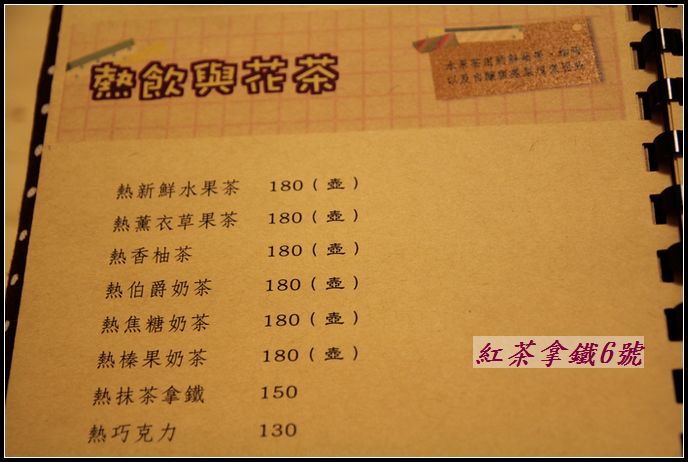 熱飲與花茶
熱新鮮水果茶 180（壺）
熱薰衣草果茶 180（壺）
熱香柚茶 180（壺）
熱伯爵奶茶 180（壺）
熱焦糖奶茶 180（壺）
熱榛果奶茶 180（壺）
熱抹茶拿鐵 150
熱巧克力 130
紅茶拿鐵6號